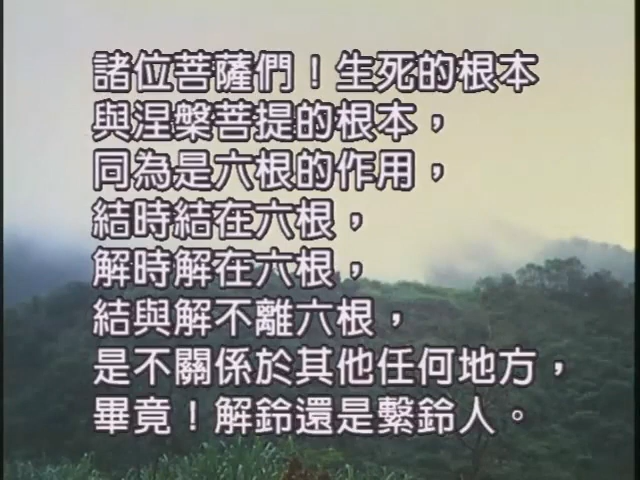 諸位菩薩們！生死的根本
與涅槃菩提的根本，
同為是六根的作用，
結時結在六根，
解時解在六根，
結與解不離六根，
是不關係於其他任何地方，
畢竟！解鈴還是繫鈴人。